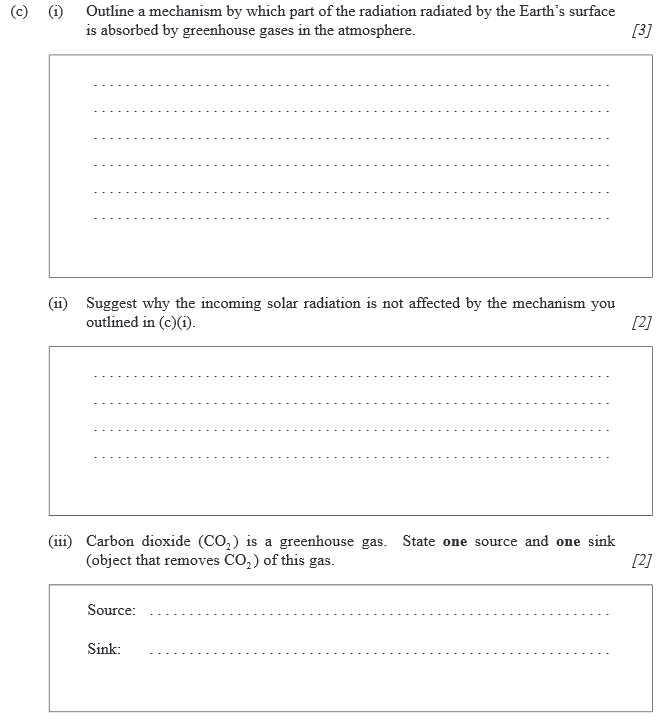 (c) (i) Outline a mechanism by which part of the radiation radiated by the Earth's surface
is absorbed by greenhouse gases in the atmosphere. [3]
(ii) Suggest why the incoming solar radiation is not affected by the mechanism you
outlined in (c)(i). [2]
(iii) Carbon dioxide (CO₂) is a greenhouse gas. State one source and one sink
(object that removes CO₂) of this gas. [2]
Source:
Sink: